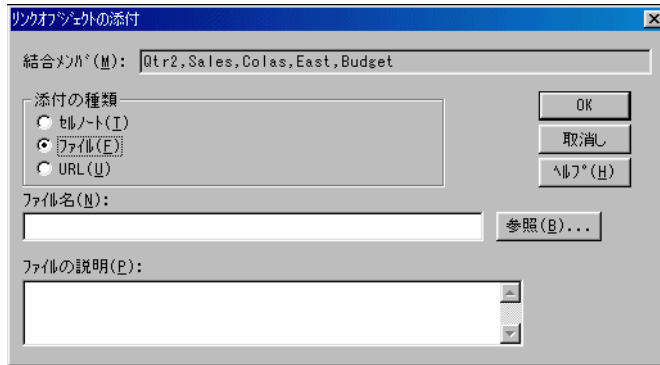 リンクオブジェクトの添付
結合メンバ(M): Qtr2,Sales,Colas,East,Budget
添付の種類
セルノート(T)
ファイル(F)
URL(U)
OK
取消し
ヘルプ(H)
ファイル名(N):
参照(B)...
ファイルの説明(P):